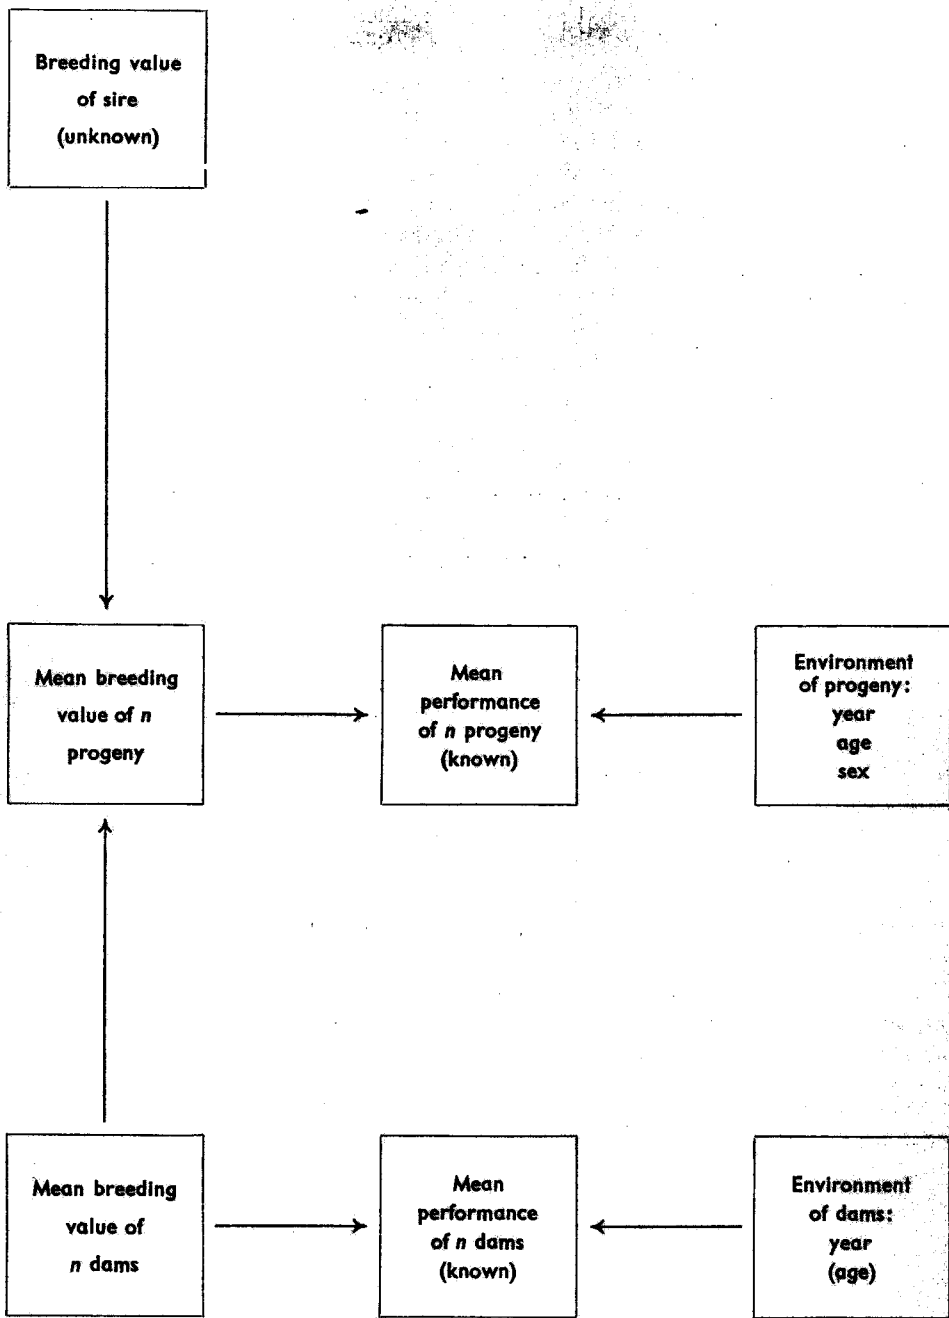 Breeding value
of sire
(unknown)
Mean breeding
value of n
progeny
Mean
performance
of n progeny
(known)
Environment
of progeny:
year
age
sex
Mean breeding
value of
n dams
Mean
performance
of n dams
(known)
Environment
of dams:
year
(age)